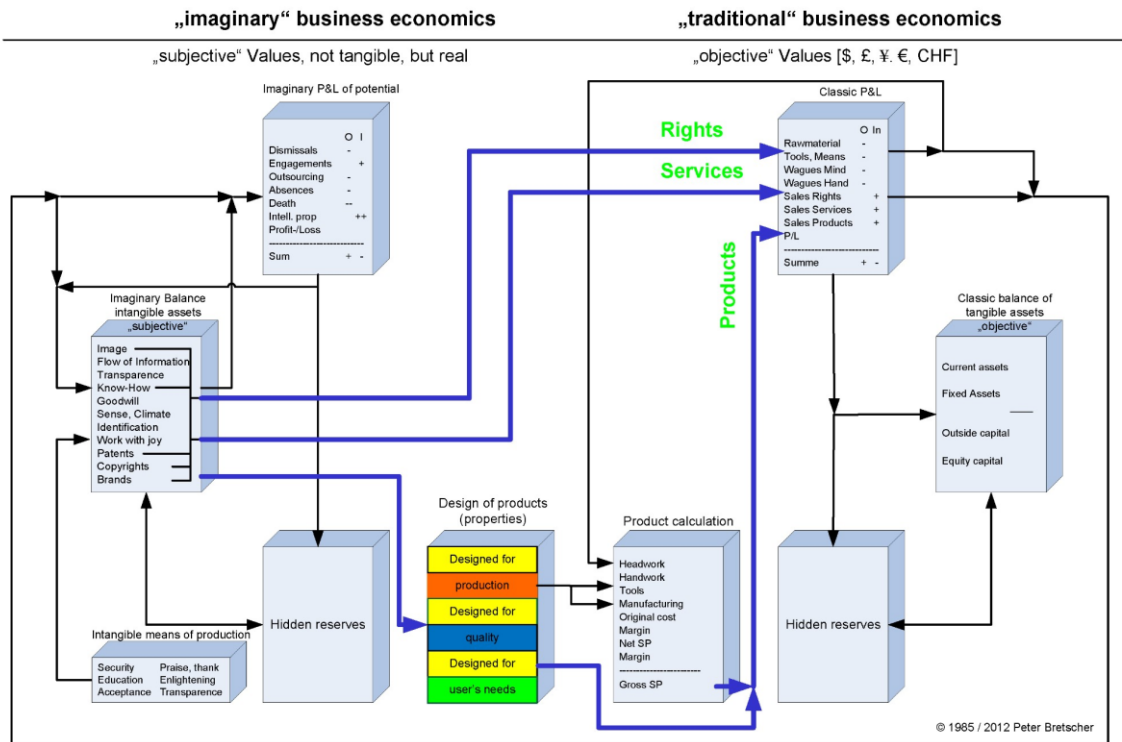 „imaginary“ business economics
„traditional“ business economics
„subjective“ Values, not tangible, but real
„objective“ Values [$, £, ¥. €, CHF]
Imaginary P&L of potential
O I
Dismissals -
Engagements +
Outsourcing -
Absences -
Death --
Intell. prop ++
Profit-/Loss
-----------------------------
Sum + -
Rights
Services
Products
Classic P&L
O In
Rawmaterial -
Tools, Means -
Wagues Mind -
Wagues Hand -
Sales Rights +
Sales Services +
Sales Products +
P/L
-----------------------------
Summe + -
Imaginary Balance
intangible assets
„subjective“
Image
Flow of Information
Transparence
Know-How
Goodwill
Sense, Climate
Identification
Work with joy
Patents
Copyrights
Brands
Classic balance of
tangible assets
„objective“
Current assets
Fixed Assets
Outside capital
Equity capital
Intangible means of production
Security Praise, thank
Education Enlightening
Acceptance Transparence
Hidden reserves
Design of products
(properties)
Designed for
production
Designed for
quality
Designed for
user's needs
Product calculation
Headwork
Handwork
Tools
Manufacturing
Original cost
Margin
Net SP
Margin
-------------------------
Gross SP
Hidden reserves
© 1985 / 2012 Peter Bretscher